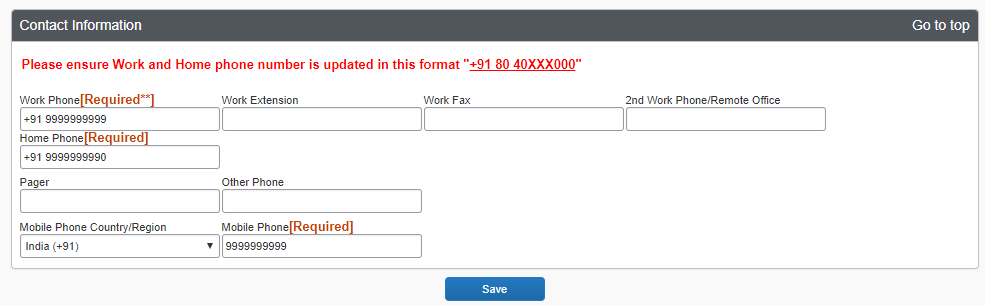 Contact Information Go to top
Please ensure Work and Home phone number is updated in this format "+91 80 40XXX000"
Work Phone[Required**] Work Extension Work Fax 2nd Work Phone/Remote Office
+91 9999999999
Home Phone[Required]
+91 9999999990
Pager Other Phone
Mobile Phone Country/Region Mobile Phone[Required]
India (+91) 9999999999
Save